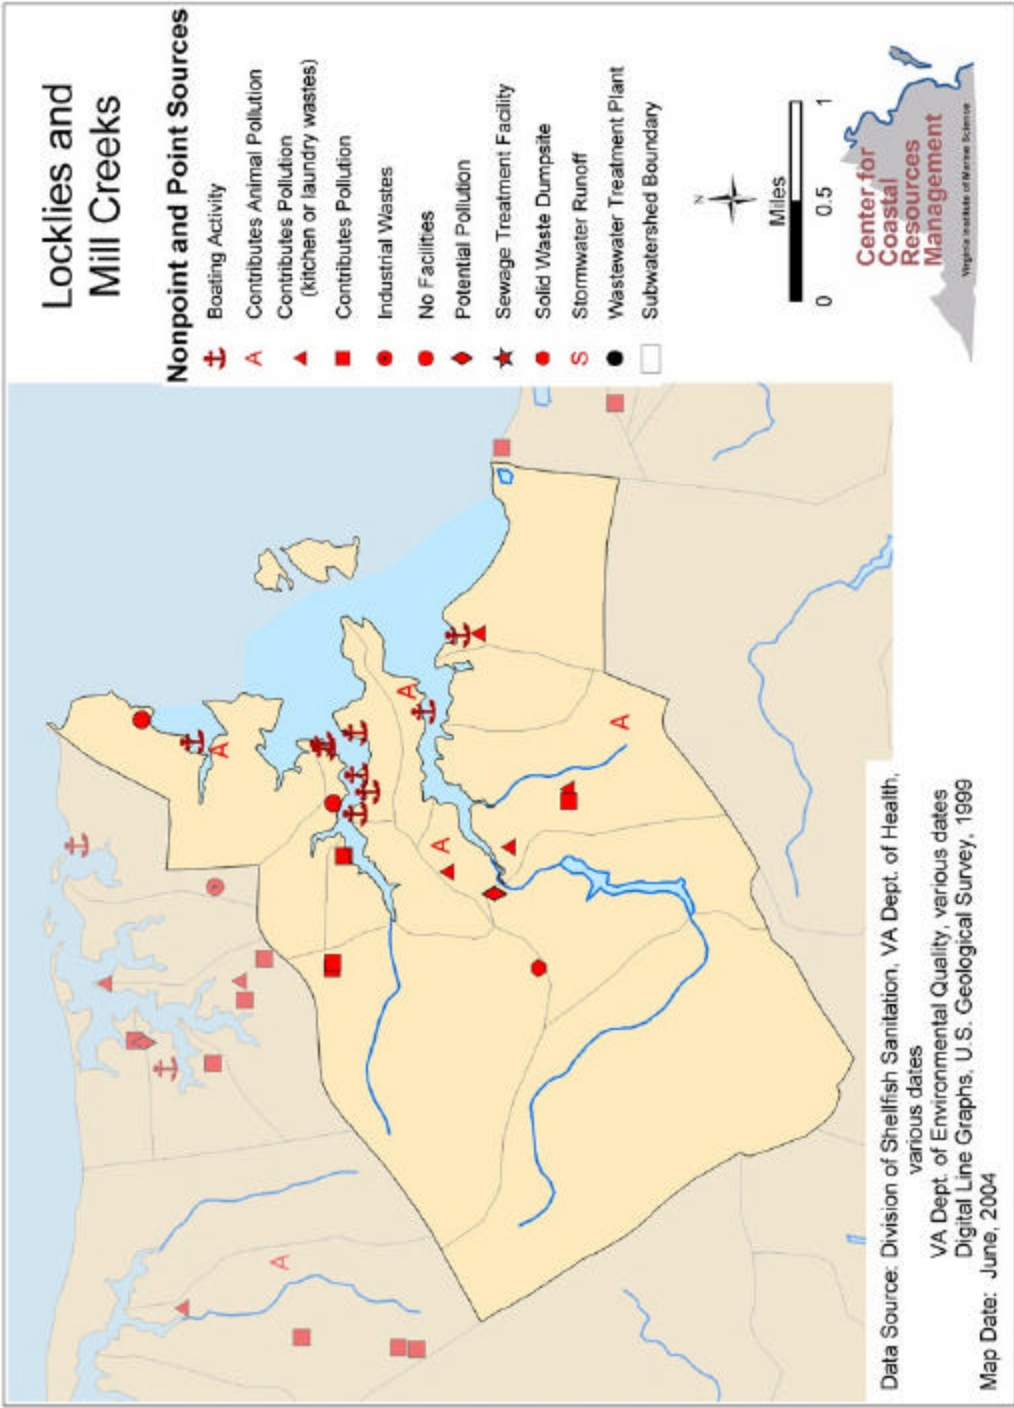 Locklies and
Mill Creeks
Nonpoint and Point Sources
Boating Activity
A Contributes Animal Pollution
Contributes Pollution
(kitchen or laundry wastes)
Contributes Pollution
Industrial Wastes
No Facilities
Potential Pollution
Sewage Treatment Facility
Solid Waste Dumpsite
S Stormwater Runoff
Wastewater Treatment Plant
Subwatershed Boundary
N
Miles
0 0.5 1
Center for
Coastal
Resources
Management
Virginia Institute of Marine Science
A
A
A
A
A
Data Source: Division of Shellfish Sanitation, VA Dept. of Health,
various dates
VA Dept. of Environmental Quality, various dates
Digital Line Graphs, U.S. Geological Survey, 1999
Map Date: June, 2004